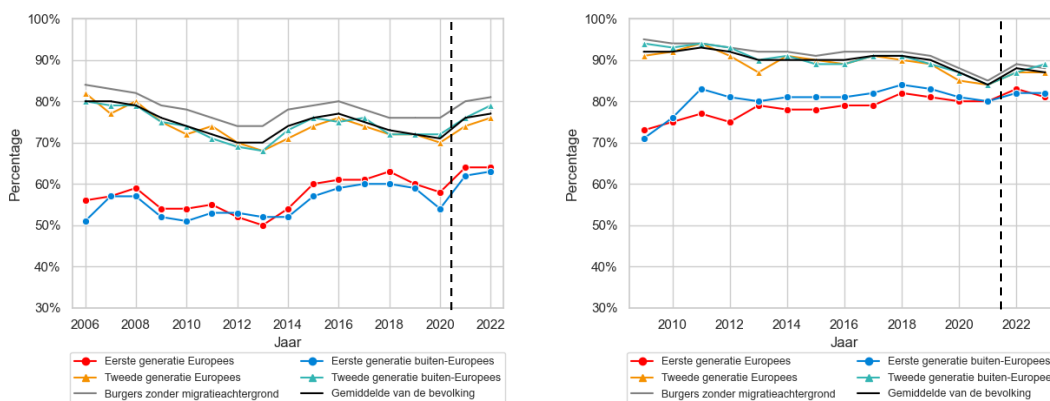 100%
90%
80%
70%
60%
50%
40%
30%
Percentage
2006 2008 2010 2012 2014 2016 2018 2020 2022
Jaar
Eerste generatie Europees
Eerste generatie buiten-Europees
Tweede generatie Europees
Tweede generatie buiten-Europees
Burgers zonder migratieachtergrond
Gemiddelde van de bevolking
100%
90%
80%
70%
60%
50%
40%
30%
Percentage
2010 2012 2014 2016 2018 2020 2022
Jaar
Eerste generatie Europees
Eerste generatie buiten-Europees
Tweede generatie Europees
Tweede generatie buiten-Europees
Burgers zonder migratieachtergrond
Gemiddelde van de bevolking